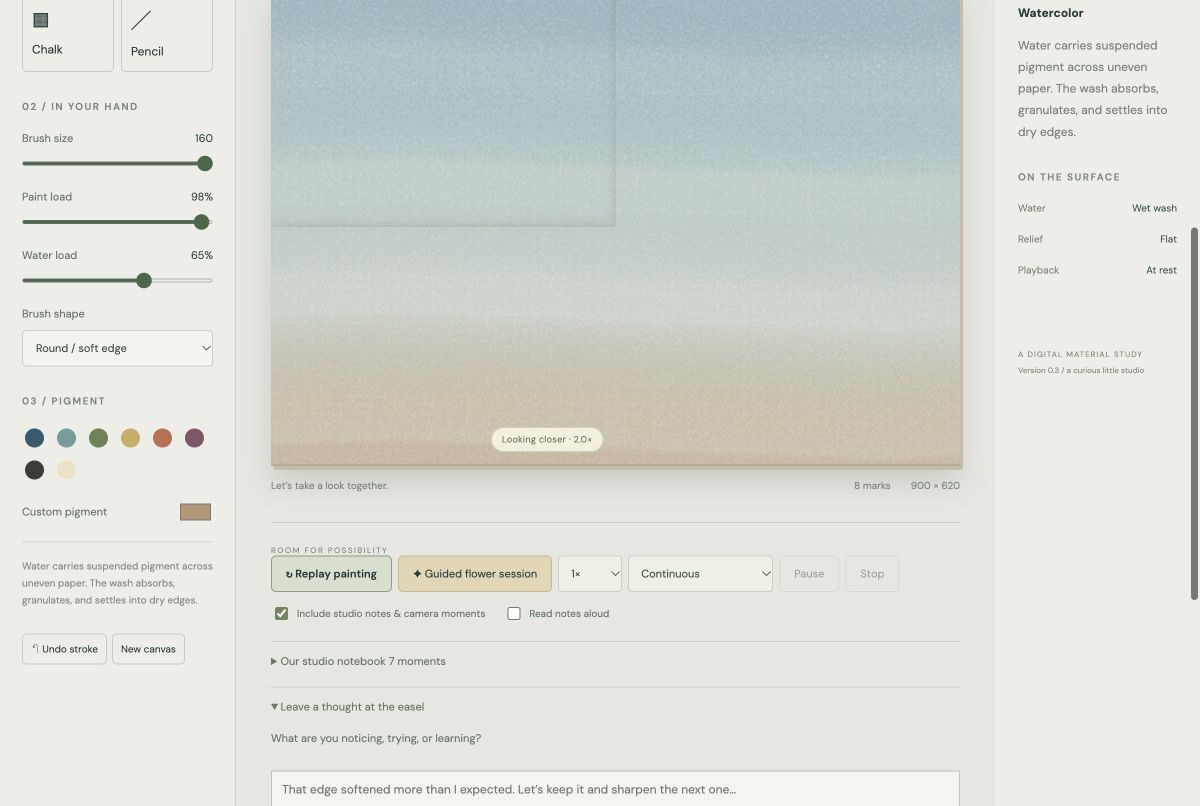 Chalk
Pencil
02 / IN YOUR HAND
Brush size 160
Paint load 98%
Water load 65%
Brush shape
Round / soft edge
03 / PIGMENT
Custom pigment
Water carries suspended pigment across
uneven paper. The wash absorbs,
granulates, and settles into dry edges.
Undo stroke
New canvas
Looking closer · 2.0×
Let’s take a look together.
8 marks 900 × 620
ROOM FOR POSSIBILITY
↻ Replay painting
✦ Guided flower session
1×
Continuous
Pause
Stop
Include studio notes & camera moments
Read notes aloud
▶ Our studio notebook 7 moments
▼ Leave a thought at the easel
What are you noticing, trying, or learning?
That edge softened more than I expected. Let’s keep it and sharpen the next one…
Watercolor
Water carries suspended
pigment across uneven
paper. The wash absorbs,
granulates, and settles into
dry edges.
ON THE SURFACE
Water Wet wash
Relief Flat
Playback At rest
A DIGITAL MATERIAL STUDY
Version 0.3 / a curious little studio